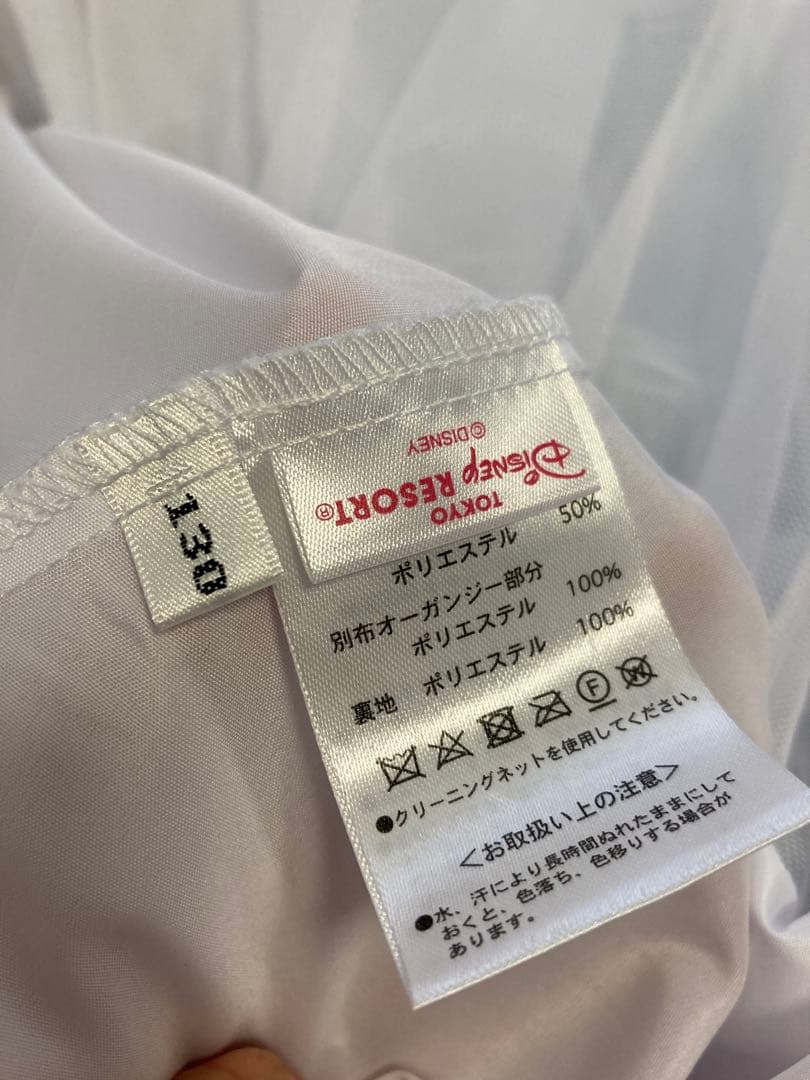 130
TOKYO
Disney RESORT®
©DISNEY
ポリエステル 50%
別布オーガンジー部分
ポリエステル 100%
裏地 ポリエステル 100%
F W
●クリーニングネットを使用してください。
＜お取扱い上の注意＞
●水、汗により長時間ぬれたままにして
おくと、色落ち、色移りする場合が
あります。